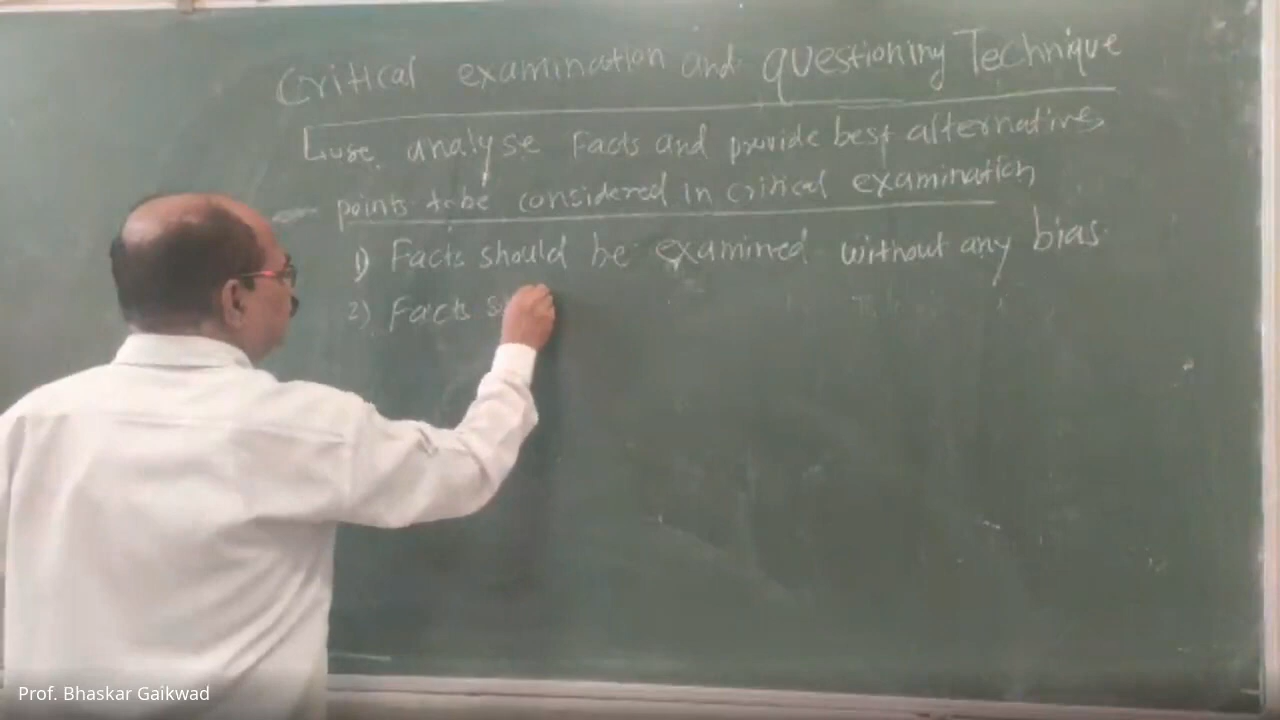 Critical examination and questioning Technique
use, analyse Facts and provide best alternatives
points to be considered in critical examination
1) Facts should be examined without any bias.
2) Facts s
Prof. Bhaskar Gaikwad